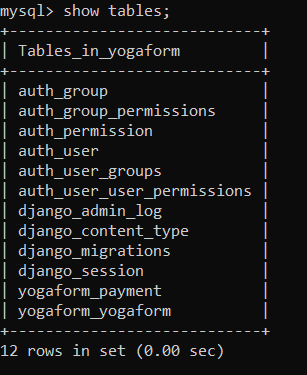 mysql> show tables;
+----------------------------+
| Tables_in_yogaform         |
+----------------------------+
| auth_group                 |
| auth_group_permissions     |
| auth_permission            |
| auth_user                  |
| auth_user_groups           |
| auth_user_user_permissions |
| django_admin_log           |
| django_content_type        |
| django_migrations          |
| django_session             |
| yogaform_payment           |
| yogaform_yogaform          |
+----------------------------+
12 rows in set (0.00 sec)